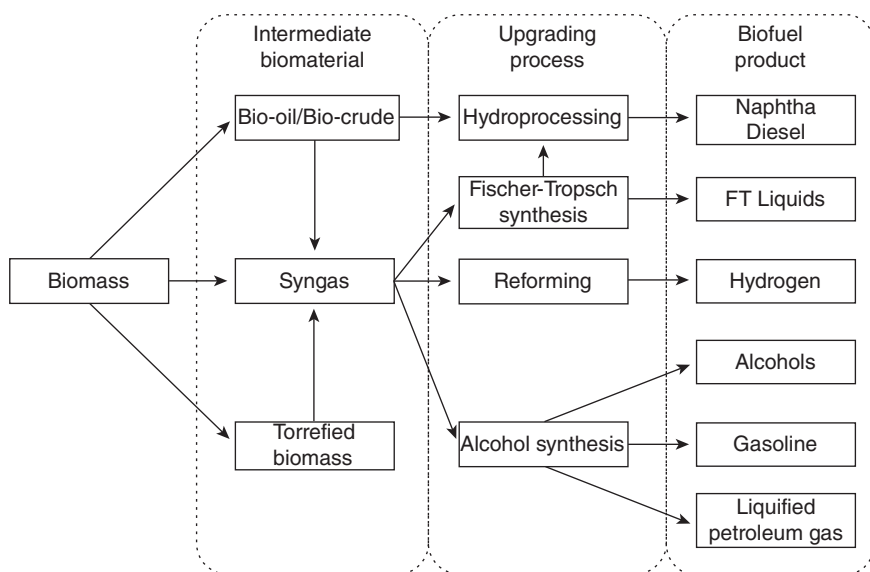 Intermediate
biomaterial
Upgrading
process
Biofuel
product
Bio-oil/Bio-crude
Hydroprocessing
Naphtha
Diesel
Fischer-Tropsch
synthesis
FT Liquids
Biomass
Syngas
Reforming
Hydrogen
Alcohols
Torrefied
biomass
Alcohol synthesis
Gasoline
Liquified
petroleum gas